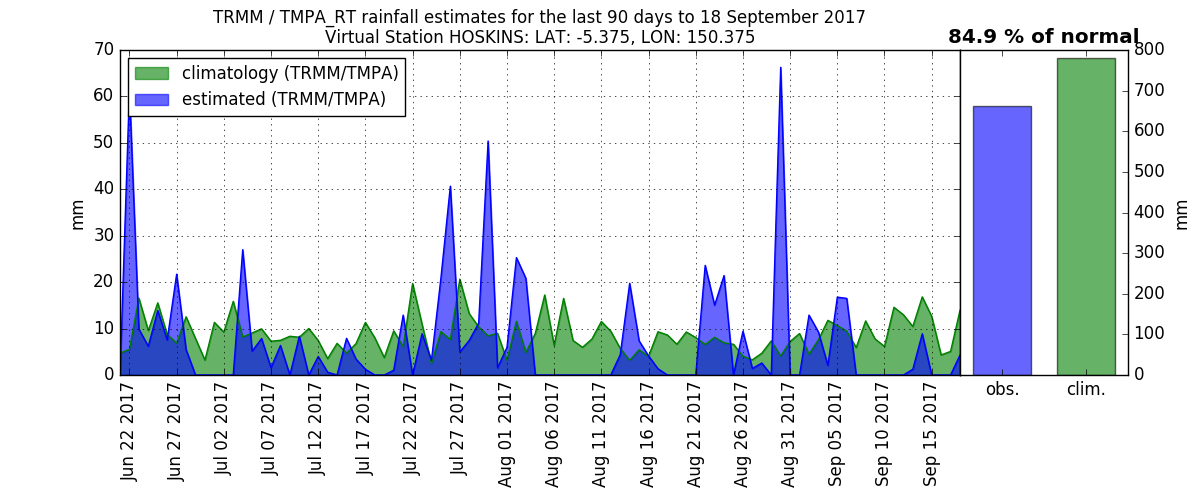 TRMM / TMPA_RT rainfall estimates for the last 90 days to 18 September 2017
Virtual Station HOSKINS: LAT: -5.375, LON: 150.375
84.9 % of normal
climatology (TRMM/TMPA)
estimated (TRMM/TMPA)
70
60
50
40
30
20
10
0
mm
800
700
600
500
400
300
200
100
0
mm
Jun 22 2017
Jun 27 2017
Jul 02 2017
Jul 07 2017
Jul 12 2017
Jul 17 2017
Jul 22 2017
Jul 27 2017
Aug 01 2017
Aug 06 2017
Aug 11 2017
Aug 16 2017
Aug 21 2017
Aug 26 2017
Aug 31 2017
Sep 05 2017
Sep 10 2017
Sep 15 2017
obs.
clim.